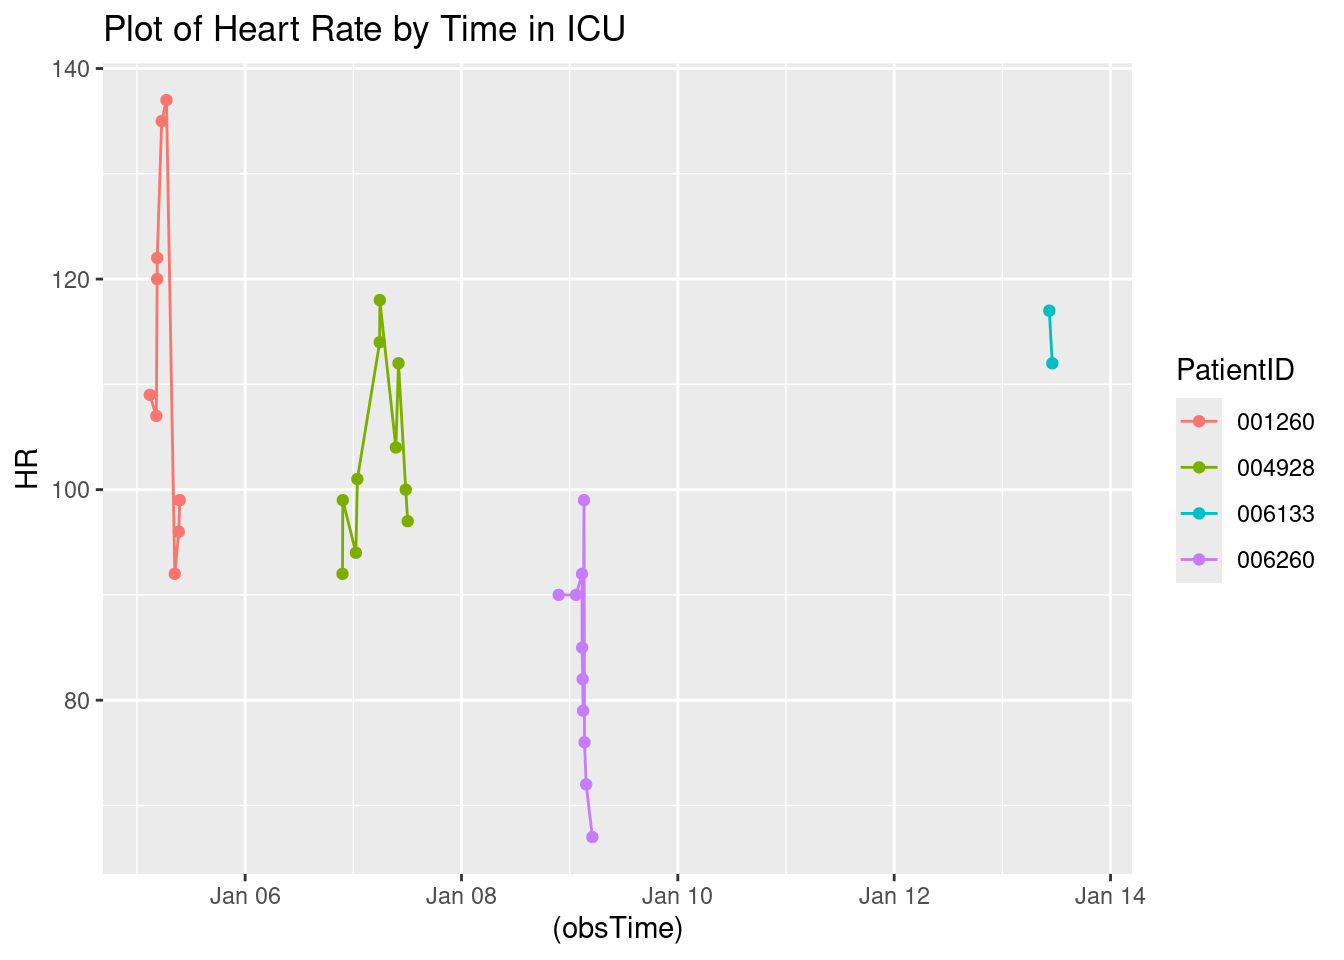 Plot of Heart Rate by Time in ICU
140
120
100
80
HR
Jan 06
Jan 08
Jan 10
Jan 12
Jan 14
(obsTime)
PatientID
001260
004928
006133
006260